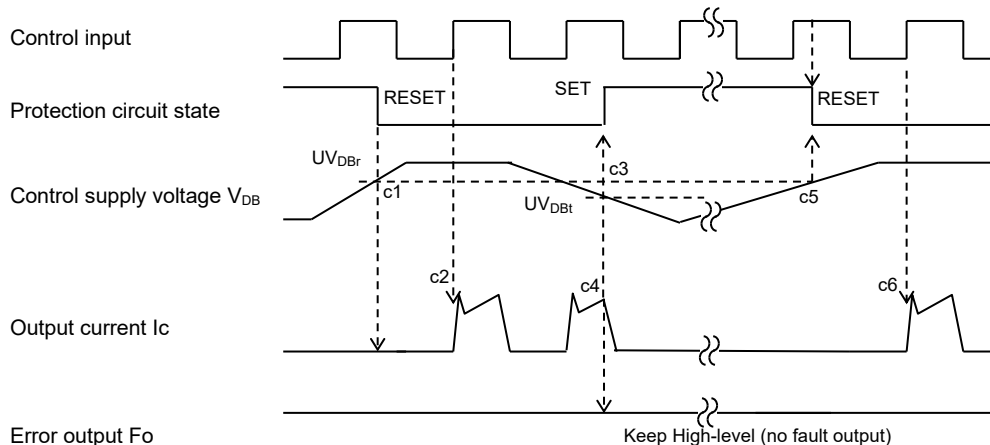 Control input
Protection circuit state
RESET
SET
RESET
UVDBr
c1
c3
c5
Control supply voltage VDB
UVDBt
c2
c4
c6
Output current Ic
Error output Fo
Keep High-level (no fault output)